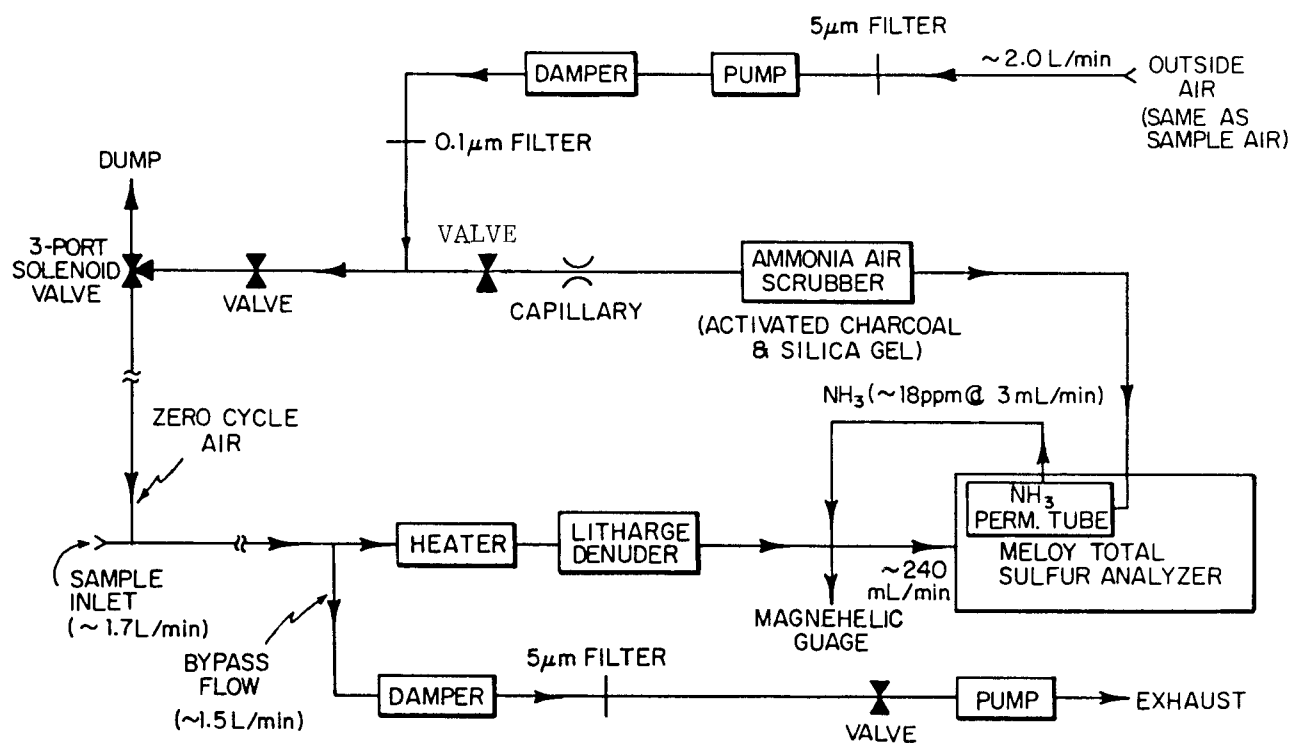 5μm FILTER
~2.0 L/min
OUTSIDE
AIR
(SAME AS
SAMPLE AIR)
DAMPER
PUMP
0.1μm FILTER
DUMP
3-PORT
SOLENOID
VALVE
VALVE
VALVE
CAPILLARY
AMMONIA AIR
SCRUBBER
(ACTIVATED CHARCOAL
& SILICA GEL)
NH₃ (~18ppm@ 3mL/min)
ZERO CYCLE
AIR
NH₃
PERM. TUBE
MELOY TOTAL
SULFUR ANALYZER
HEATER
LITHARGE
DENUDER
~240
mL/min
SAMPLE
INLET
(~1.7L/min)
MAGNEHELIC
GUAGE
BYPASS
FLOW
(~1.5L/min)
5μm FILTER
DAMPER
VALVE
PUMP
EXHAUST